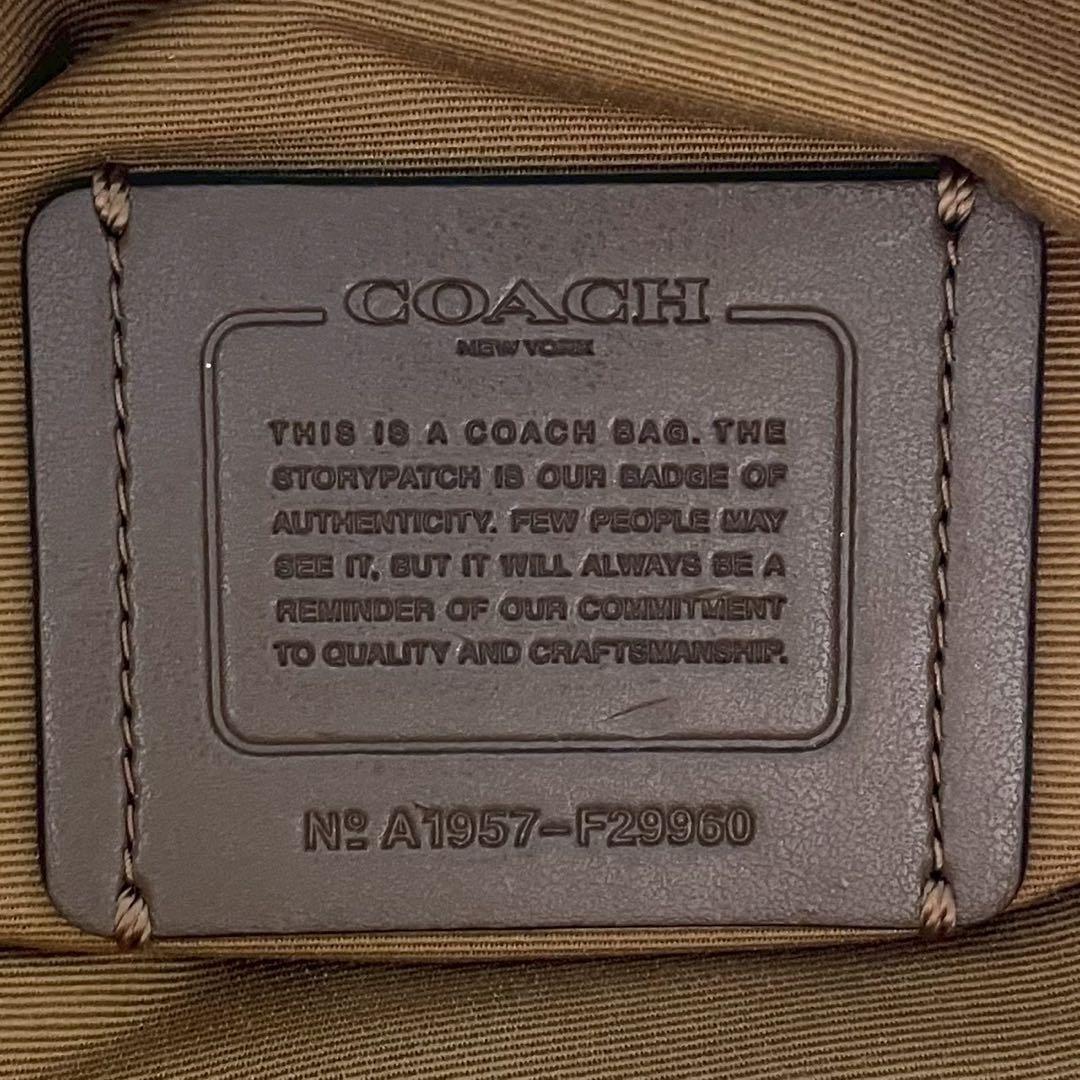 COACH
NEW YORK
THIS IS A COACH BAG. THE
STORYPATCH IS OUR BADGE OF
AUTHENTICITY. FEW PEOPLE MAY
SEE IT, BUT IT WILL ALWAYS BE A
REMINDER OF OUR COMMITMENT
TO QUALITY AND CRAFTSMANSHIP.
Nº A1957-F29960